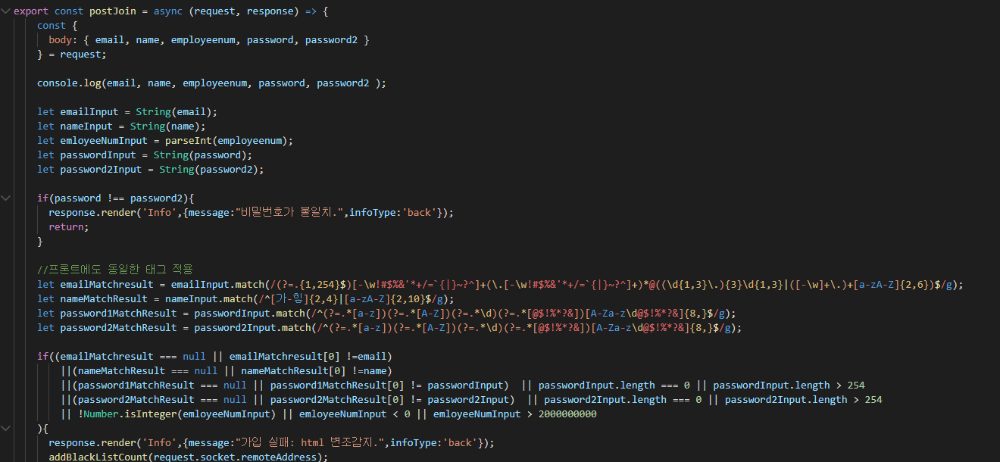 export const postJoin = async (request, response) => {
const {
body: { email, name, employeenum, password, password2 }
} = request;
console.log(email, name, employeenum, password, password2 );
let emailInput = String(email);
let nameInput = String(name);
let emloyeeNumInput = parseInt(employeenum);
let passwordInput = String(password);
let password2Input = String(password2);
if(password !== password2){
response.render('Info',{message:"비밀번호가 불일치.",infoType:'back'});
return;
}
//프론트에도 동일한 태그 적용
let emailMatchresult = emailInput.match(/(?=.{1,254}$)[-\w!#$%&'*+/=`{|}~?^]+(\.[-\w!#$%&'*+/=`{|}~?^]+)*@((\d{1,3}\.){3}\d{1,3}|([-\w]+\.)+[a-zA-Z]{2,6})$/g);
let nameMatchResult = nameInput.match(/^[가-힣]{2,4}|[a-zA-Z]{2,10}$/g);
let password1MatchResult = passwordInput.match(/^(?=.*[a-z])(?=.*[A-Z])(?=.*\d)(?=.*[@$!%*?&])[A-Za-z\d@$!%*?&]{8,}$/g);
let password2MatchResult = password2Input.match(/^(?=.*[a-z])(?=.*[A-Z])(?=.*\d)(?=.*[@$!%*?&])[A-Za-z\d@$!%*?&]{8,}$/g);
if((emailMatchresult === null || emailMatchresult[0] !=email)
||(nameMatchResult === null || nameMatchResult[0] !=name)
||(password1MatchResult === null || password1MatchResult[0] != passwordInput)  || passwordInput.length === 0 || passwordInput.length > 254
||(password2MatchResult === null || password2MatchResult[0] != password2Input)  || password2Input.length === 0 || password2Input.length > 254
|| !Number.isInteger(emloyeeNumInput) || emloyeeNumInput < 0 || emloyeeNumInput > 2000000000
){
response.render('Info',{message:"가입 실패: html 변조감지.",infoType:'back'});
addBlackListCount(request.socket.remoteAddress);